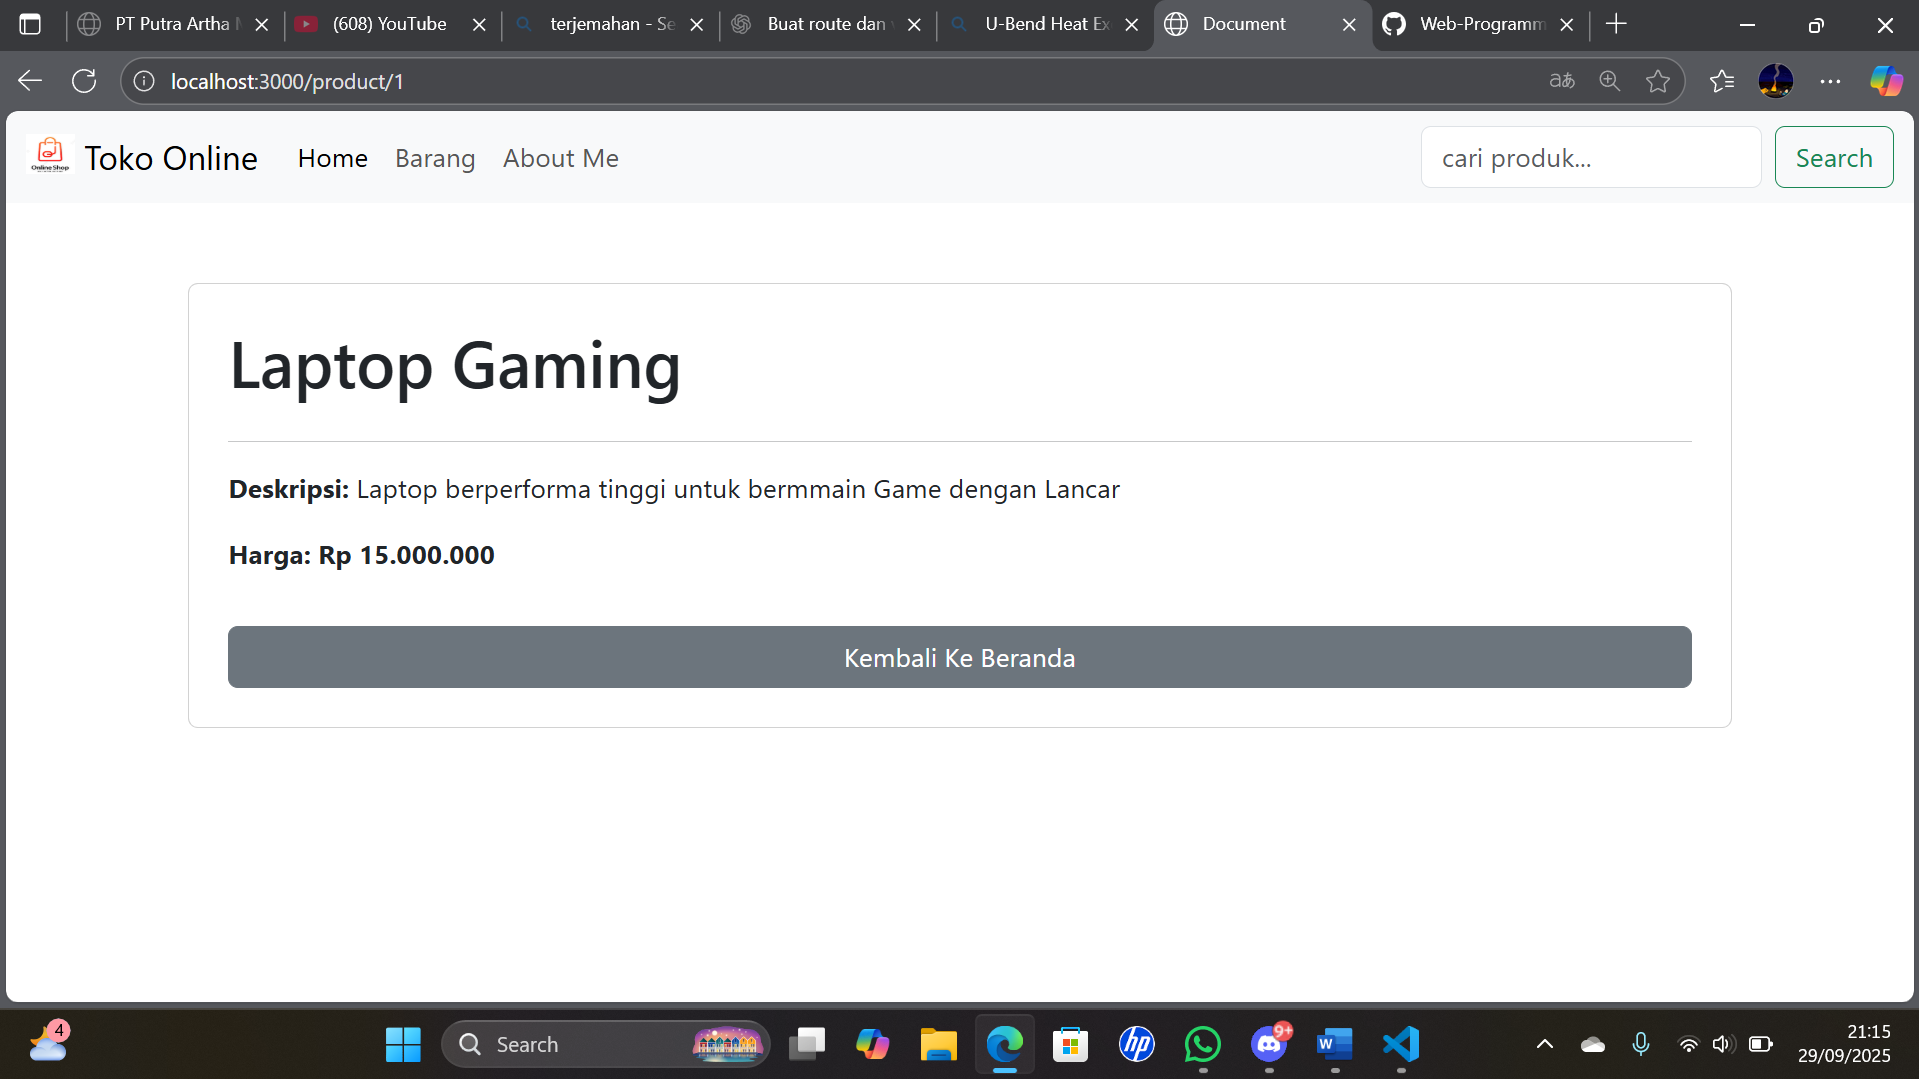 PT Putra Artha
(608) YouTube
terjemahan - Se
Buat route dan
U-Bend Heat Ex
Document
Web-Programm
localhost:3000/product/1
Online Shop
Toko Online
Home
Barang
About Me
cari produk...
Search
Laptop Gaming
Deskripsi: Laptop berperforma tinggi untuk bermmain Game dengan Lancar
Harga: Rp 15.000.000
Kembali Ke Beranda
4
Search
9+
21:15
29/09/2025